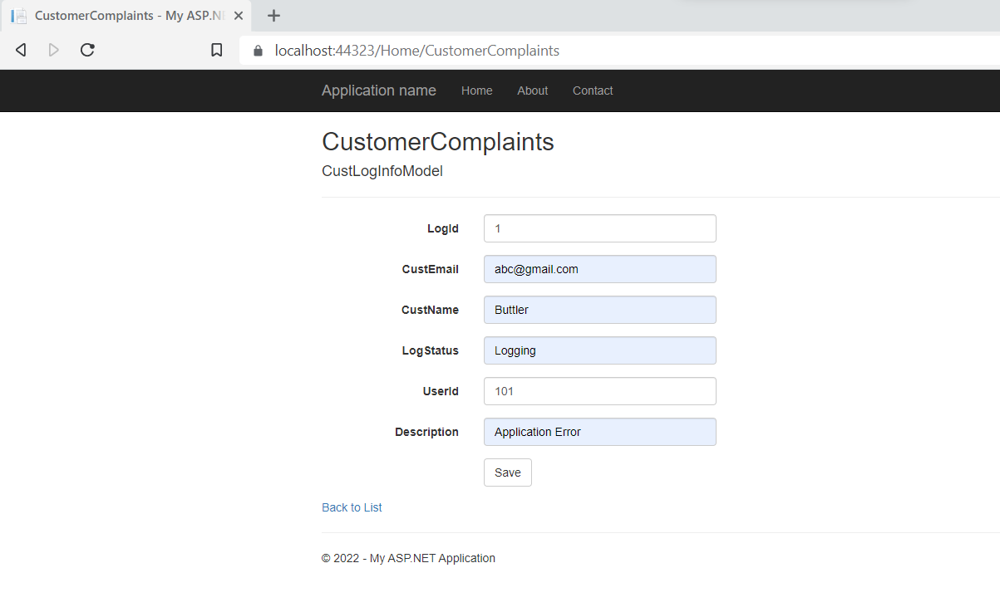 CustomerComplaints - My ASP.NE
localhost:44323/Home/CustomerComplaints
Application name Home About Contact
CustomerComplaints
CustLogInfoModel
LogId 1
CustEmail abc@gmail.com
CustName Buttler
LogStatus Logging
UserId 101
Description Application Error
Save
Back to List
© 2022 - My ASP.NET Application